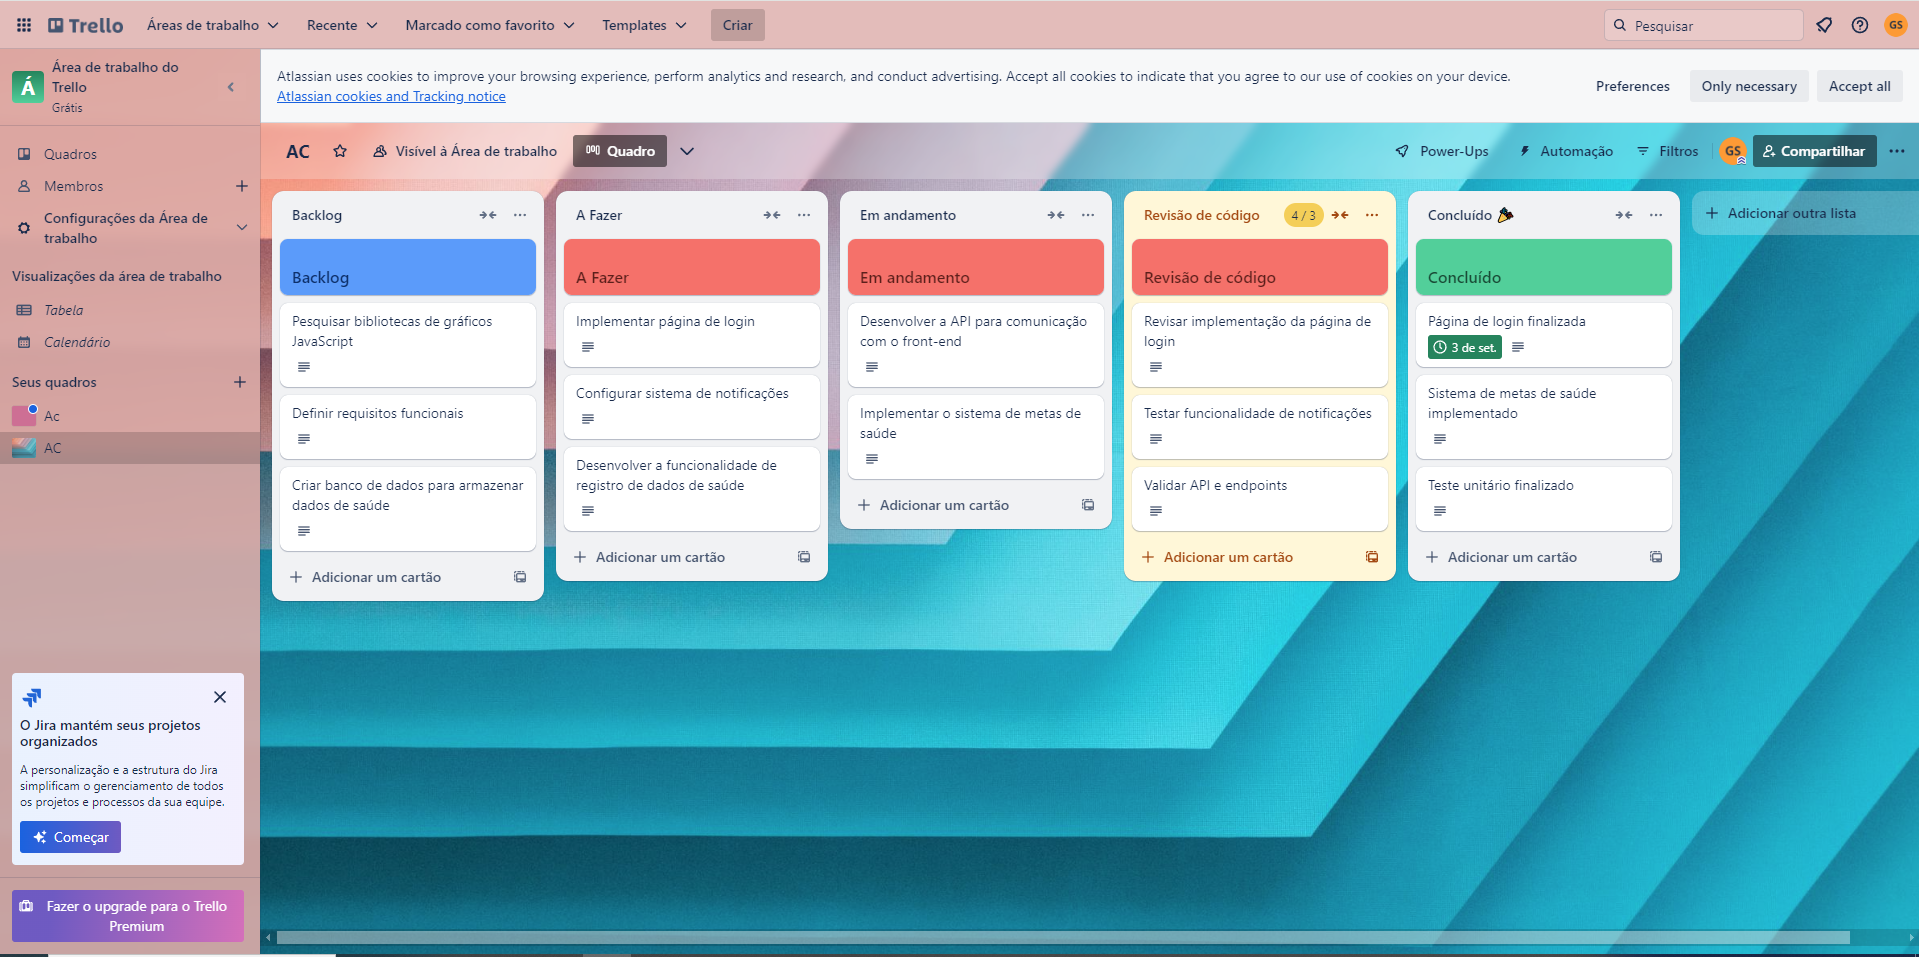 Trello
Áreas de trabalho
Recente
Marcado como favorito
Templates
Criar
Pesquisar
GS
Á
Área de trabalho do
Trello
Grátis
Quadros
Membros
Configurações da Área de
trabalho
Visualizações da área de trabalho
Tabela
Calendário
Seus quadros
Ac
AC
O Jira mantém seus projetos
organizados
A personalização e a estrutura do Jira
simplificam o gerenciamento de todos
os projetos e processos da sua equipe.
Começar
Fazer o upgrade para o Trello
Premium
Atlassian uses cookies to improve your browsing experience, perform analytics and research, and conduct advertising. Accept all cookies to indicate that you agree to our use of cookies on your device.
Atlassian cookies and Tracking notice
Preferences
Only necessary
Accept all
AC
Visível à Área de trabalho
Quadro
Power-Ups
Automação
Filtros
GS
Compartilhar
Backlog
Backlog
Pesquisar bibliotecas de gráficos
JavaScript
Definir requisitos funcionais
Criar banco de dados para armazenar
dados de saúde
Adicionar um cartão
A Fazer
A Fazer
Implementar página de login
Configurar sistema de notificações
Desenvolver a funcionalidade de
registro de dados de saúde
Adicionar um cartão
Em andamento
Em andamento
Desenvolver a API para comunicação
com o front-end
Implementar o sistema de metas de
saúde
Adicionar um cartão
Revisão de código
4 / 3
Revisão de código
Revisar implementação da página de
login
Testar funcionalidade de notificações
Validar API e endpoints
Adicionar um cartão
Concluído 🎉
Concluído
Página de login finalizada
3 de set.
Sistema de metas de saúde
implementado
Teste unitário finalizado
Adicionar um cartão
Adicionar outra lista